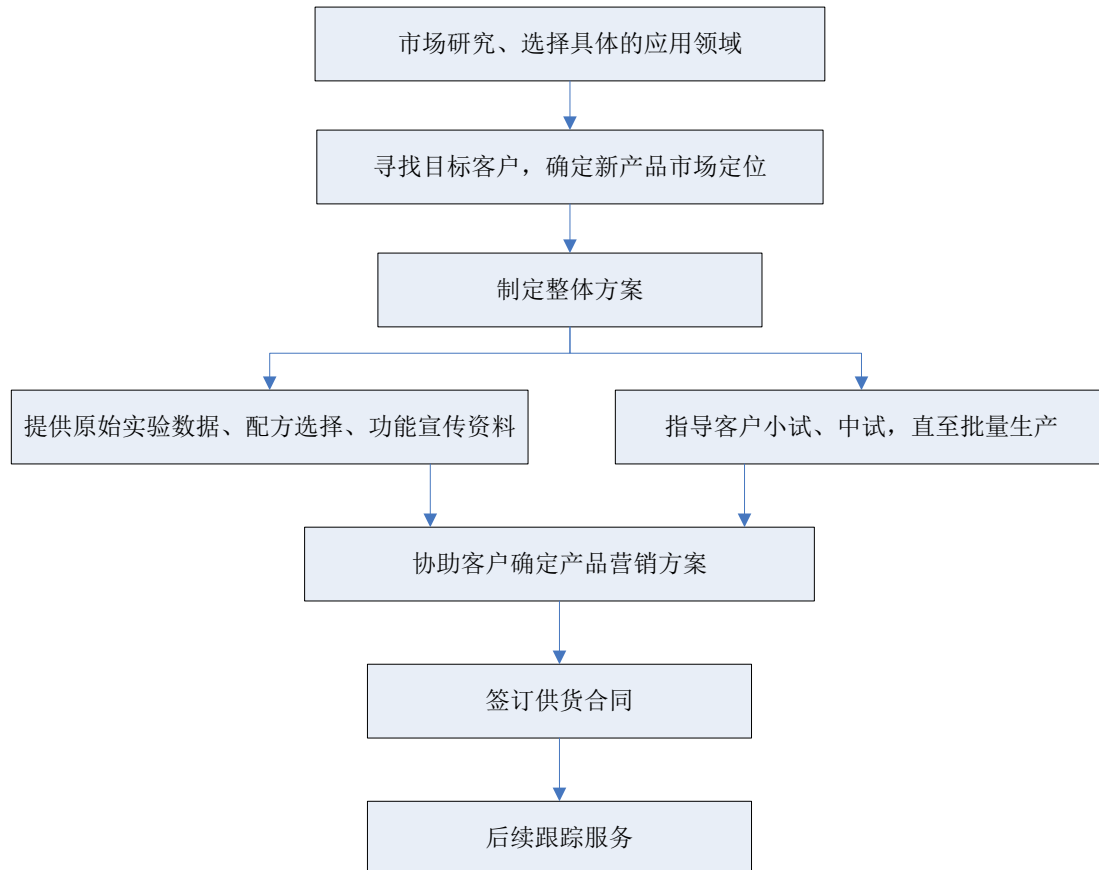 市场研究、选择具体的应用领域
寻找目标客户，确定新产品市场定位
制定整体方案
提供原始实验数据、配方选择、功能宣传资料
指导客户小试、中试，直至批量生产
协助客户确定产品营销方案
签订供货合同
后续跟踪服务